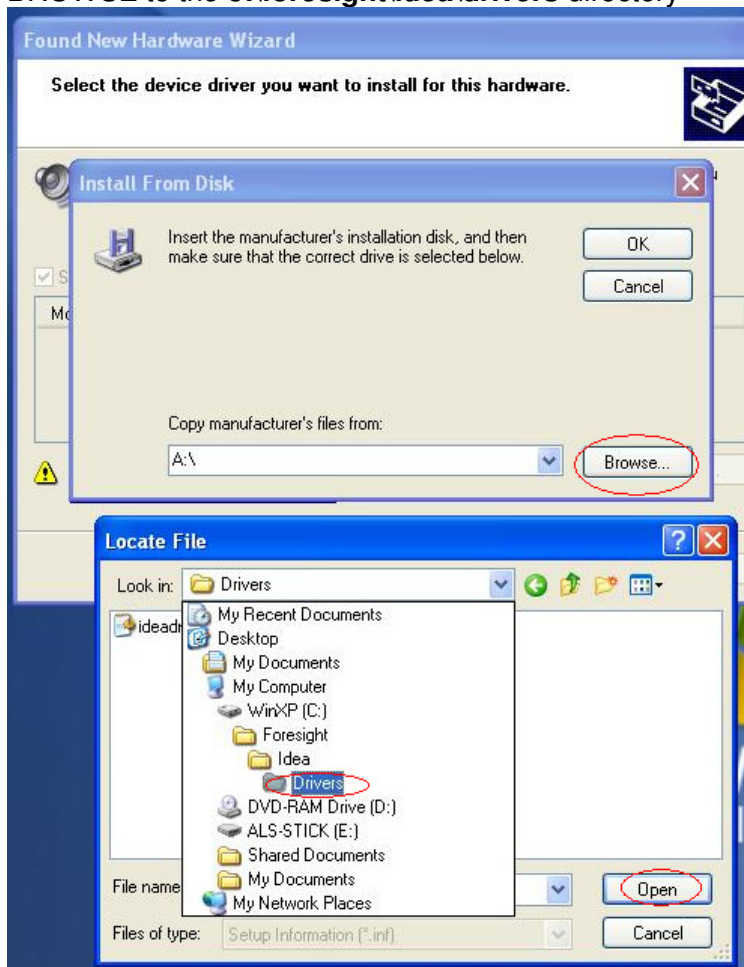 directory
Found New Hardware Wizard
Select the device driver you want to install for this hardware.
Install From Disk
Insert the manufacturer's installation disk, and then
make sure that the correct drive is selected below.
OK
Cancel
Copy manufacturer's files from:
A:\
Browse...
Locate File
Look in: Drivers
My Recent Documents
Desktop
My Documents
My Computer
WinXP (C:)
Foresight
Idea
Drivers
DVD-RAM Drive (D:)
ALS-STICK (E:)
Shared Documents
My Documents
My Network Places
File name
Open
Files of type: Setup Information (*.inf)
Cancel